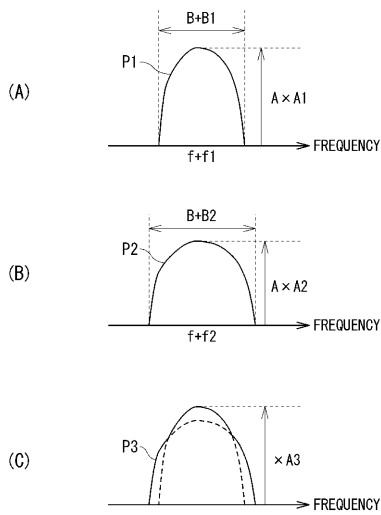 B+B1
P1
(A)
A×A1
FREQUENCY
f+f1
B+B2
P2
(B)
A×A2
FREQUENCY
f+f2
P3
(C)
×A3
FREQUENCY